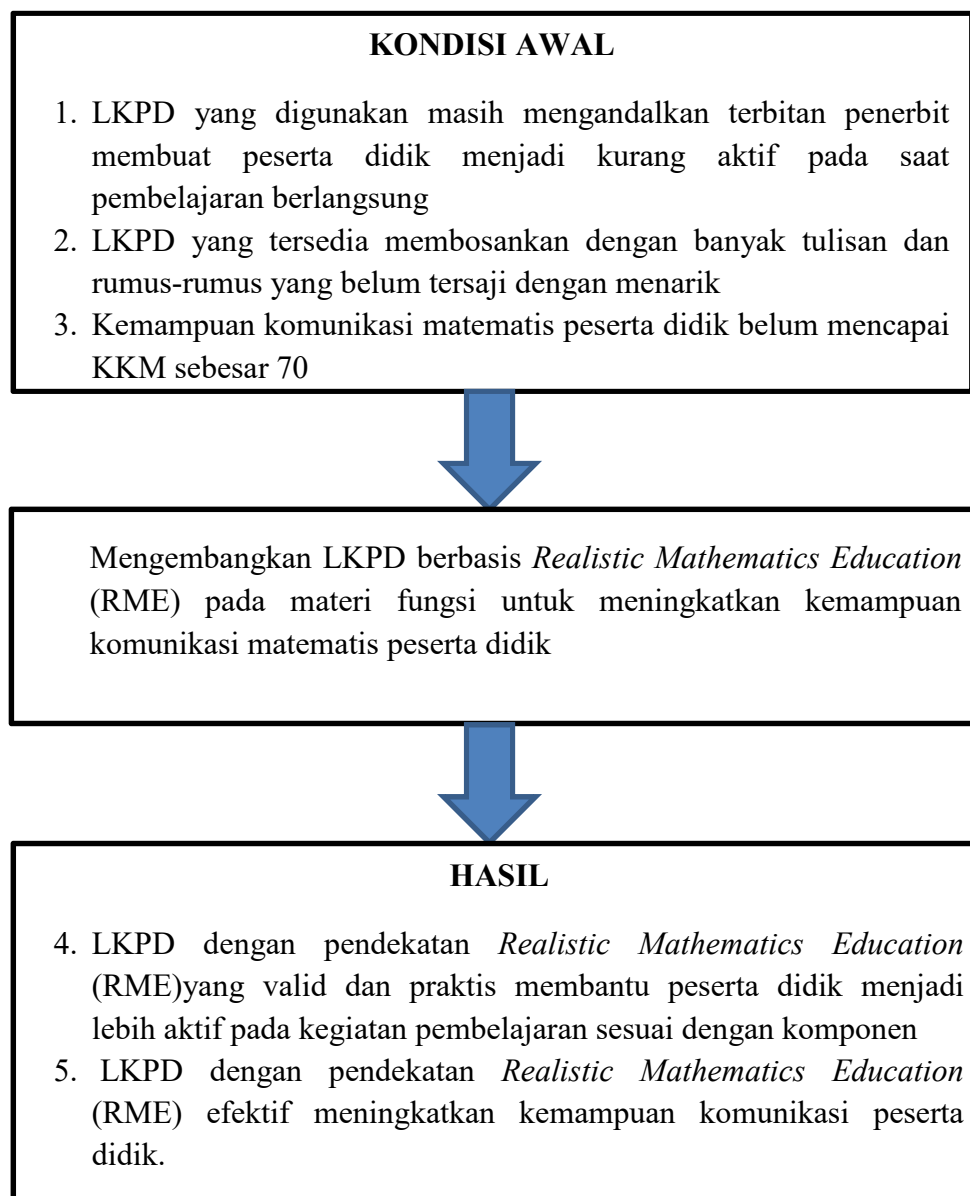 KONDISI AWAL
1. LKPD yang digunakan masih mengandalkan terbitan penerbit
membuat peserta didik menjadi kurang aktif pada saat
pembelajaran berlangsung
2. LKPD yang tersedia membosankan dengan banyak tulisan dan
rumus-rumus yang belum tersaji dengan menarik
3. Kemampuan komunikasi matematis peserta didik belum mencapai
KKM sebesar 70
Mengembangkan LKPD berbasis Realistic Mathematics Education
(RME) pada materi fungsi untuk meningkatkan kemampuan
komunikasi matematis peserta didik
HASIL
4. LKPD dengan pendekatan Realistic Mathematics Education
(RME)yang valid dan praktis membantu peserta didik menjadi
lebih aktif pada kegiatan pembelajaran sesuai dengan komponen
5. LKPD dengan pendekatan Realistic Mathematics Education
(RME) efektif meningkatkan kemampuan komunikasi peserta
didik.